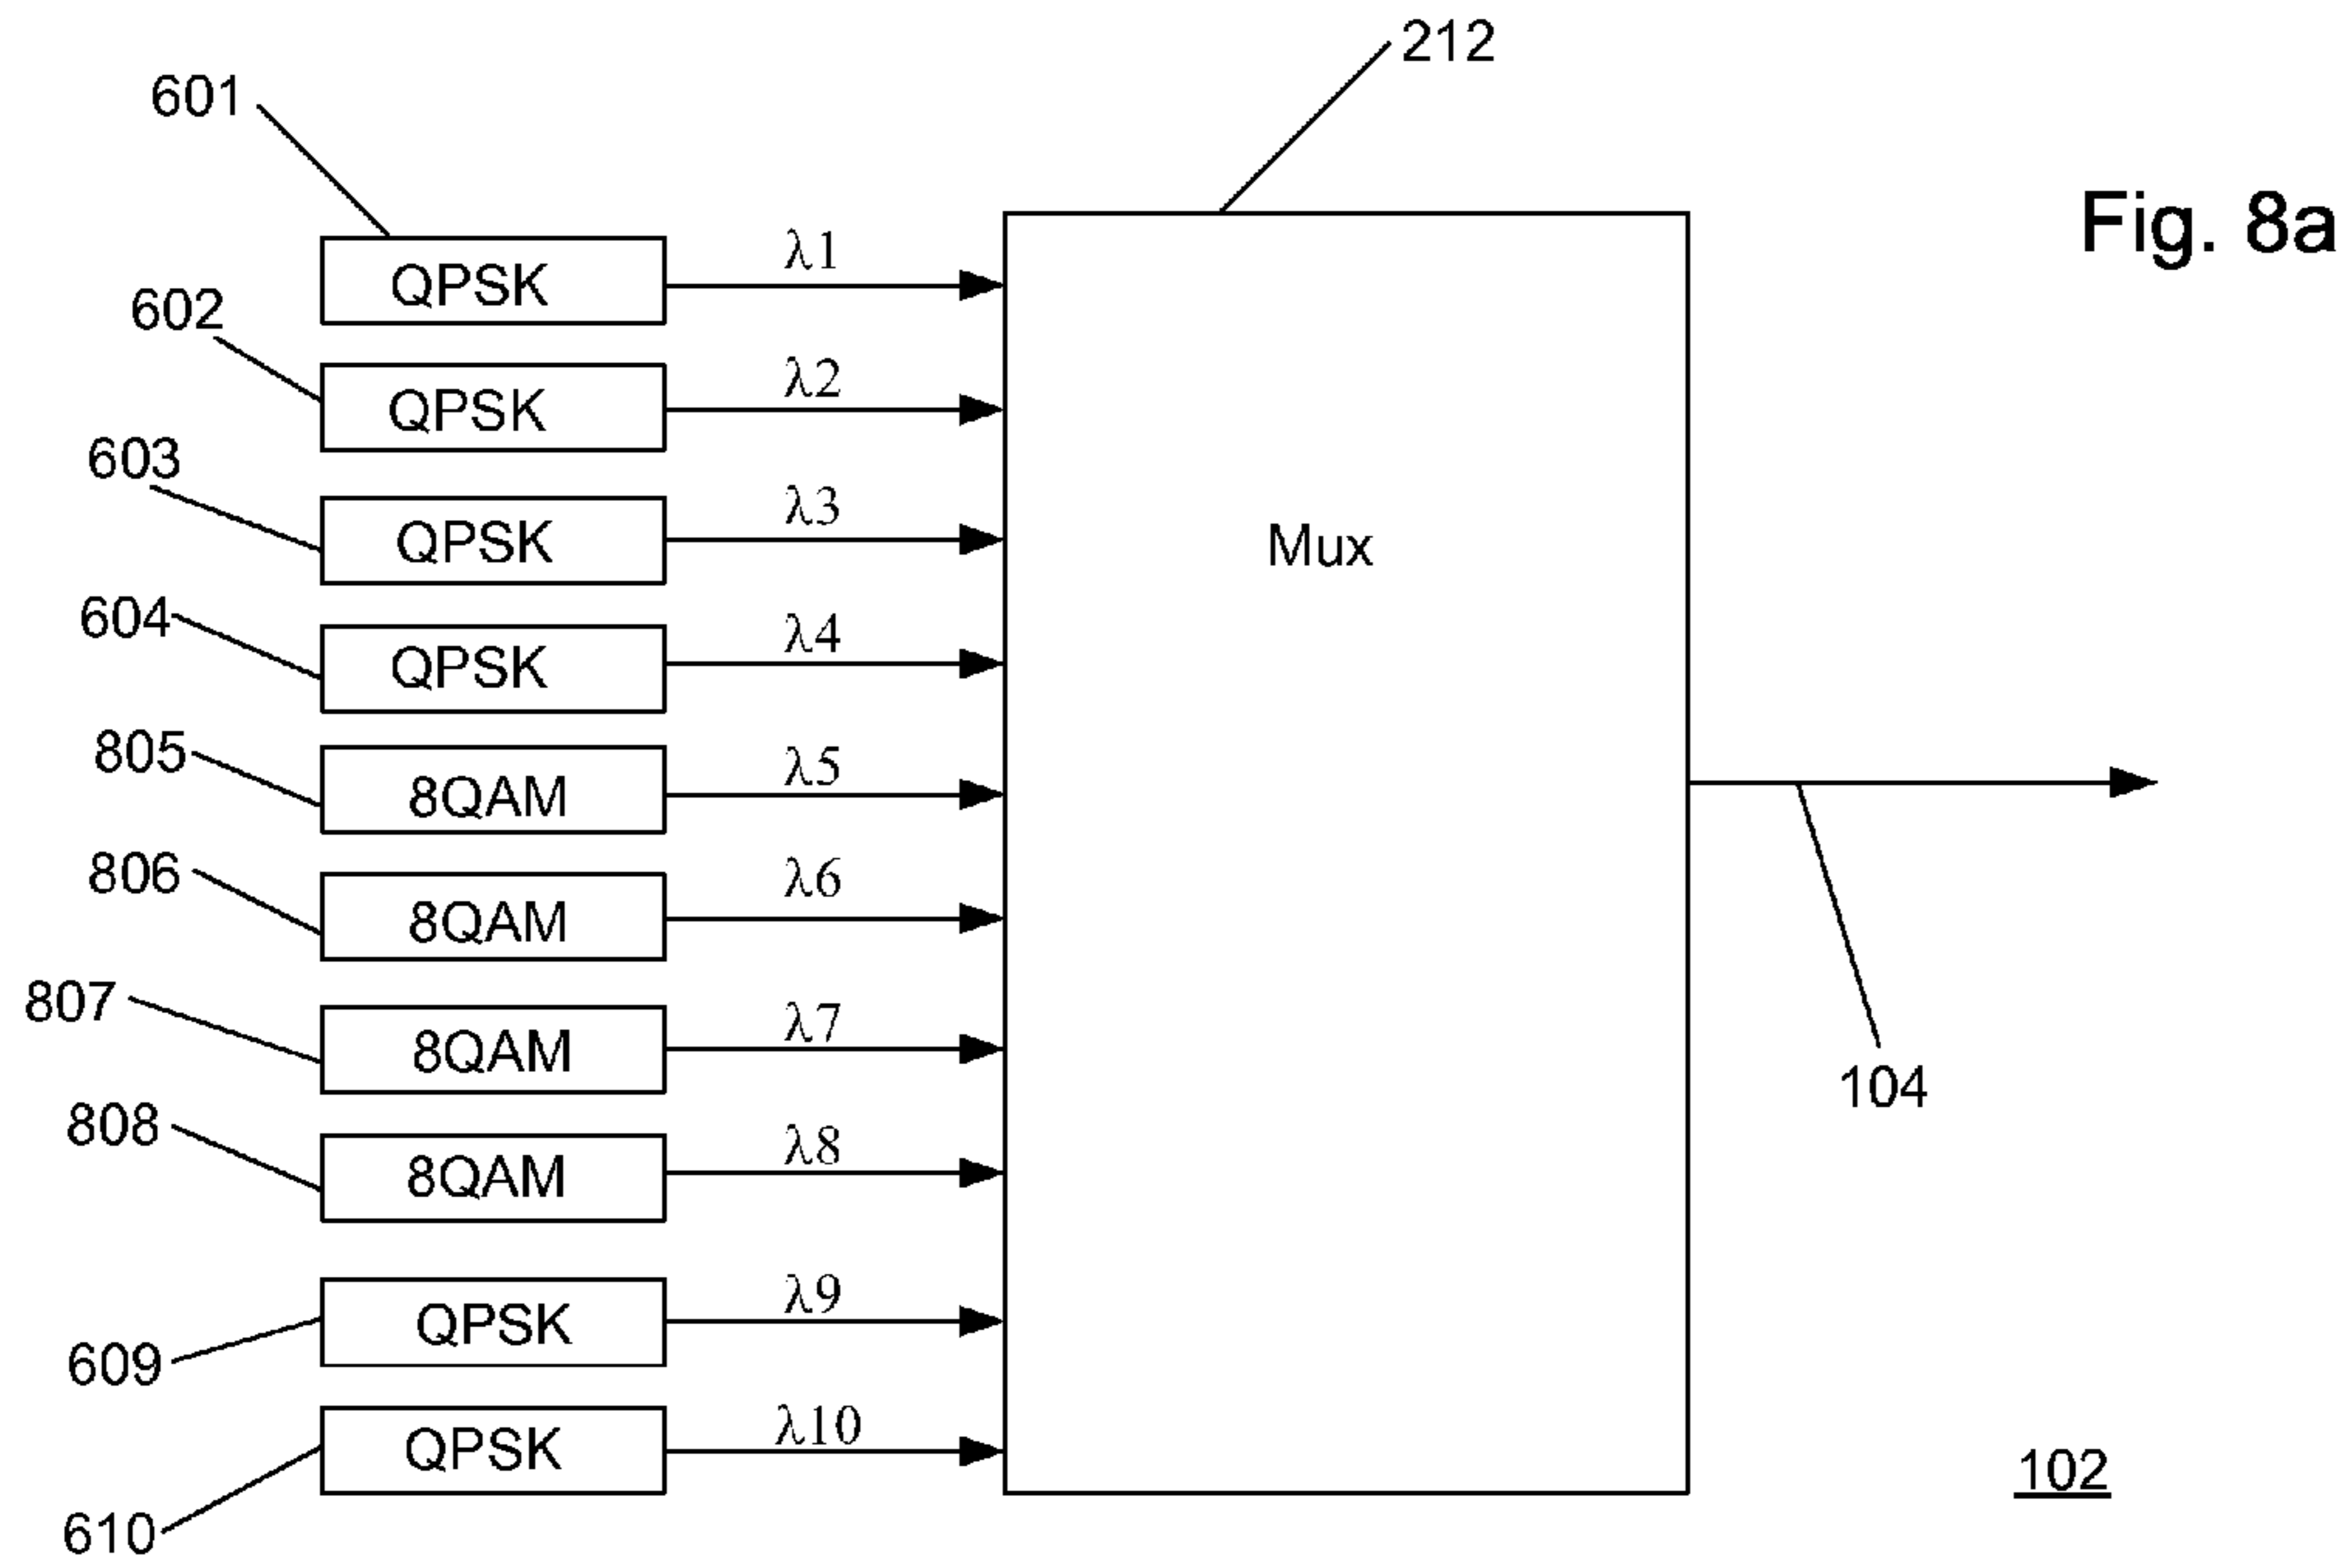 212
601
Fig. 8a
QPSK
λ1
602
QPSK
λ2
603
QPSK
λ3
Mux
604
QPSK
λ4
805
8QAM
λ5
806
8QAM
λ6
807
8QAM
λ7
104
808
8QAM
λ8
609
QPSK
λ9
610
QPSK
λ10
102